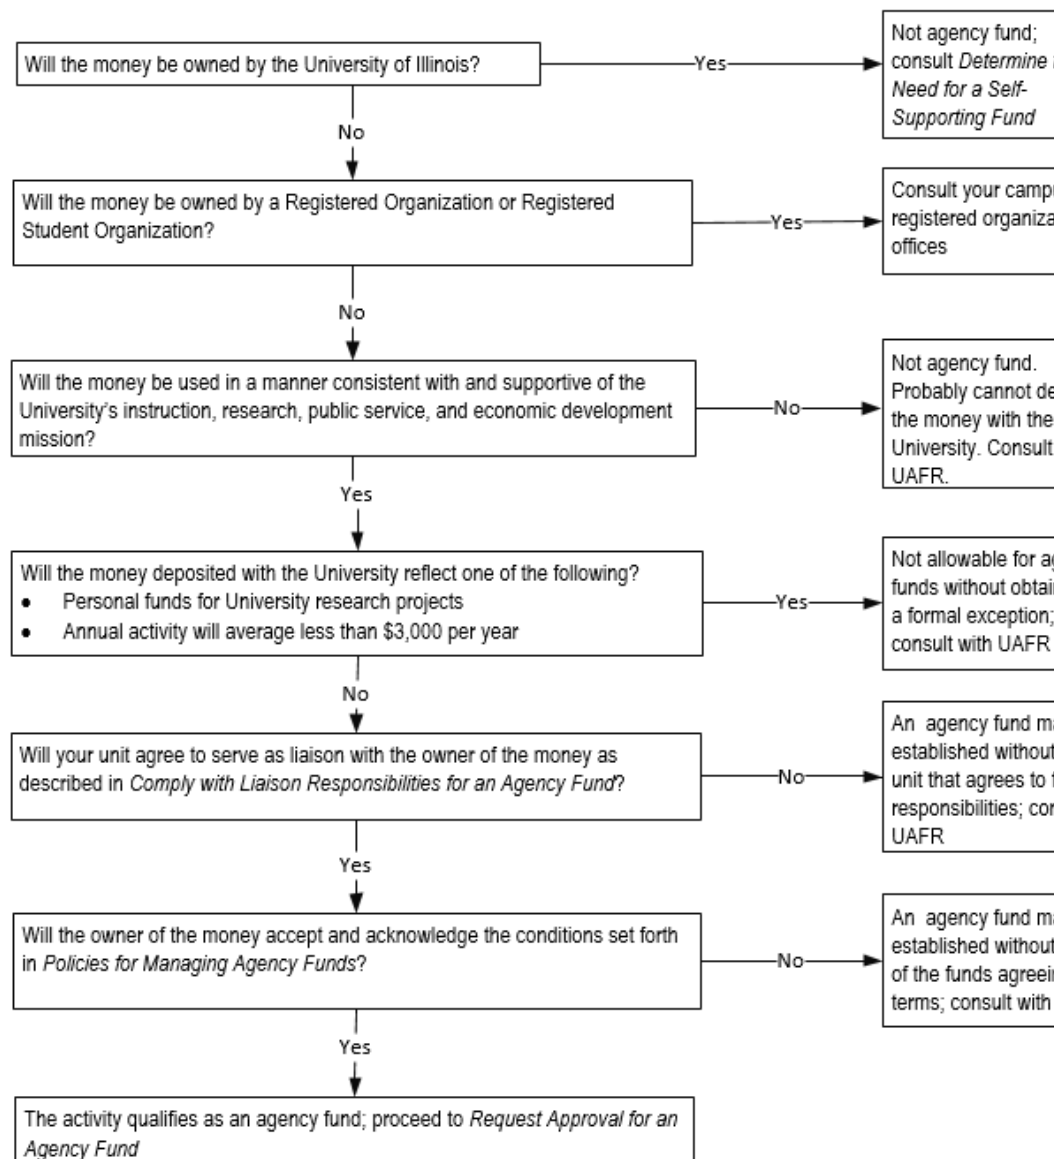 Will the money be owned by the University of Illinois?
Yes
Not agency fund;
consult Determine
Need for a Self-
Supporting Fund
No
Will the money be owned by a Registered Organization or Registered
Student Organization?
Yes
Consult your
registered
offices
No
Will the money be used in a manner consistent with and supportive of the
University's instruction, research, public service, and economic development
mission?
No
Not agency fund.
Probably cannot
the money with the
University. Consult
UAFR.
Yes
Will the money deposited with the University reflect one of the following?
• Personal funds for University research projects
• Annual activity will average less than $3,000 per year
Yes
Not allowable for
funds without
a formal exception;
consult with UAFR
No
Will your unit agree to serve as liaison with the owner of the money as
described in Comply with Liaison Responsibilities for an Agency Fund?
No
An agency fund
established without
unit that agrees to
responsibilities;
UAFR
Yes
Will the owner of the money accept and acknowledge the conditions set forth
in Policies for Managing Agency Funds?
No
An agency fund
established without
of the funds
terms; consult with
Yes
The activity qualifies as an agency fund; proceed to Request Approval for an
Agency Fund